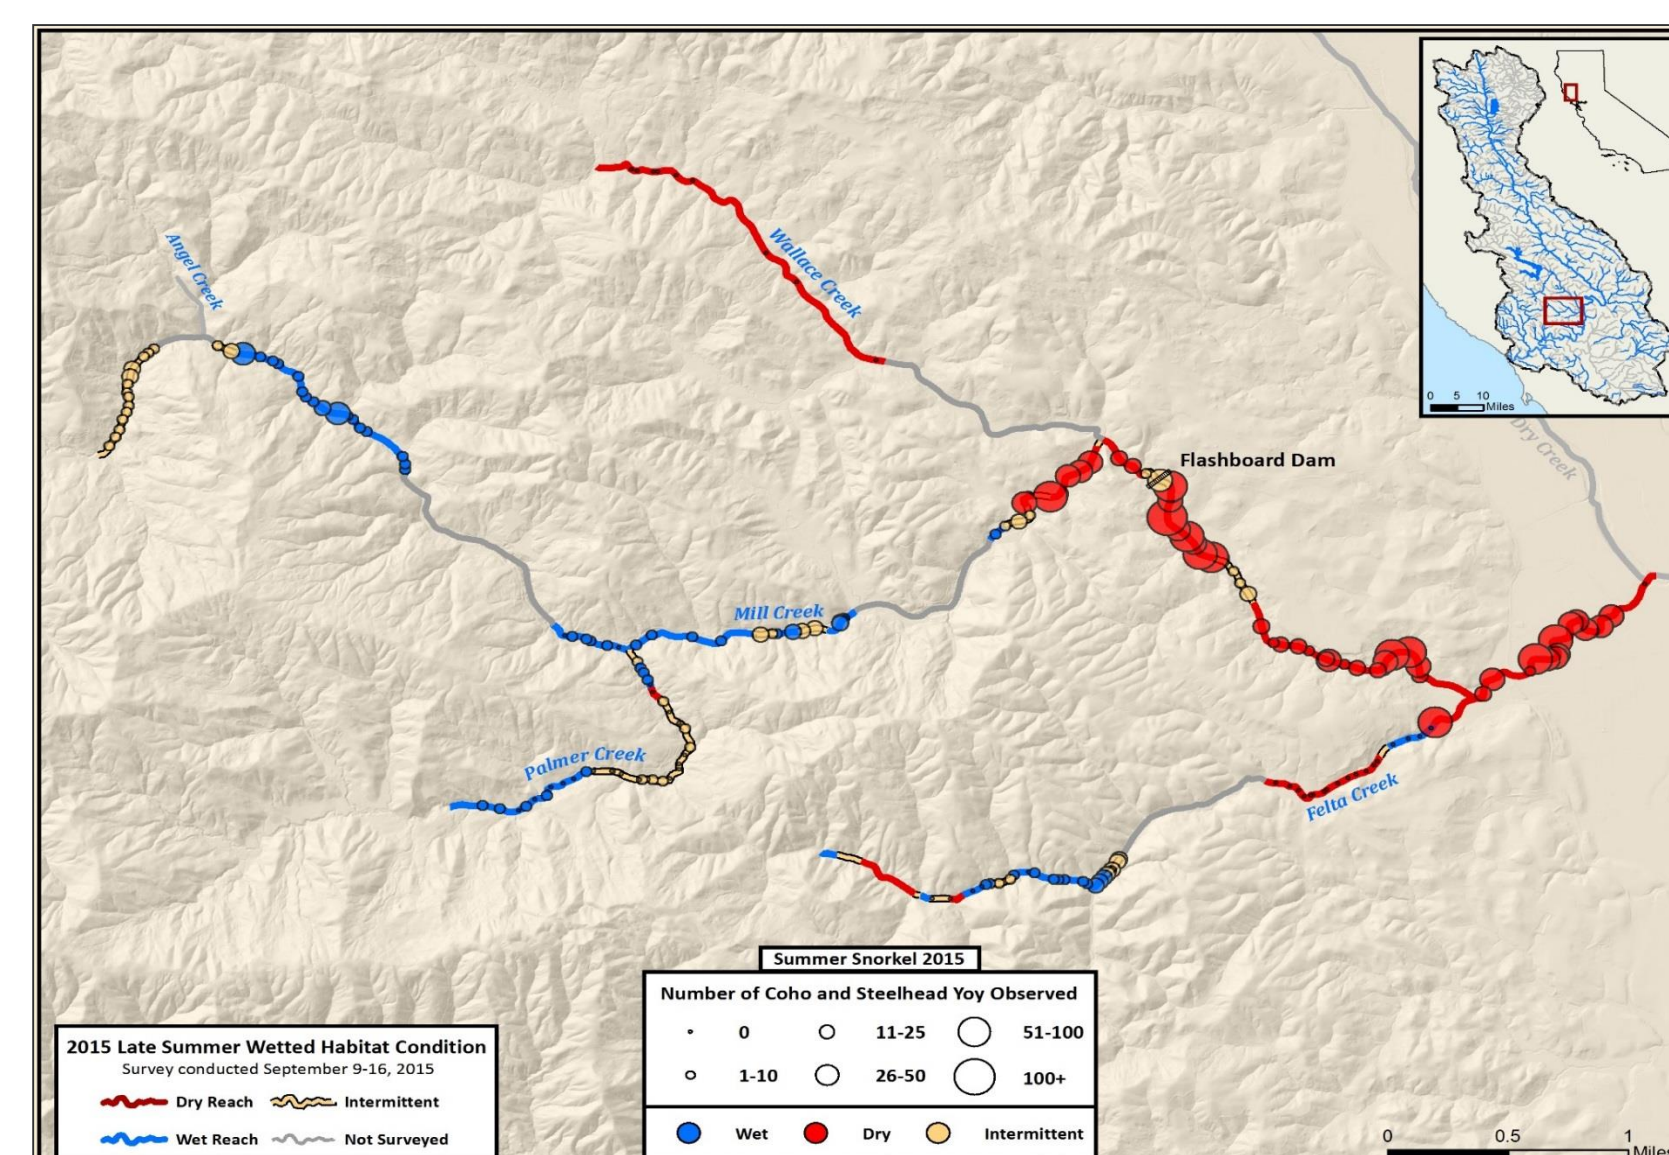 Angel Creek
Wallace Creek
Flashboard Dam
Dry Creek
Mill Creek
Palmer Creek
Felta Creek
0 5 10
Miles
Summer Snorkel 2015
Number of Coho and Steelhead Yoy Observed
0 11-25 51-100
1-10 26-50 100+
Wet Dry Intermittent
2015 Late Summer Wetted Habitat Condition
Survey conducted September 9-16, 2015
Dry Reach Intermittent
Wet Reach Not Surveyed
0 0.5 1